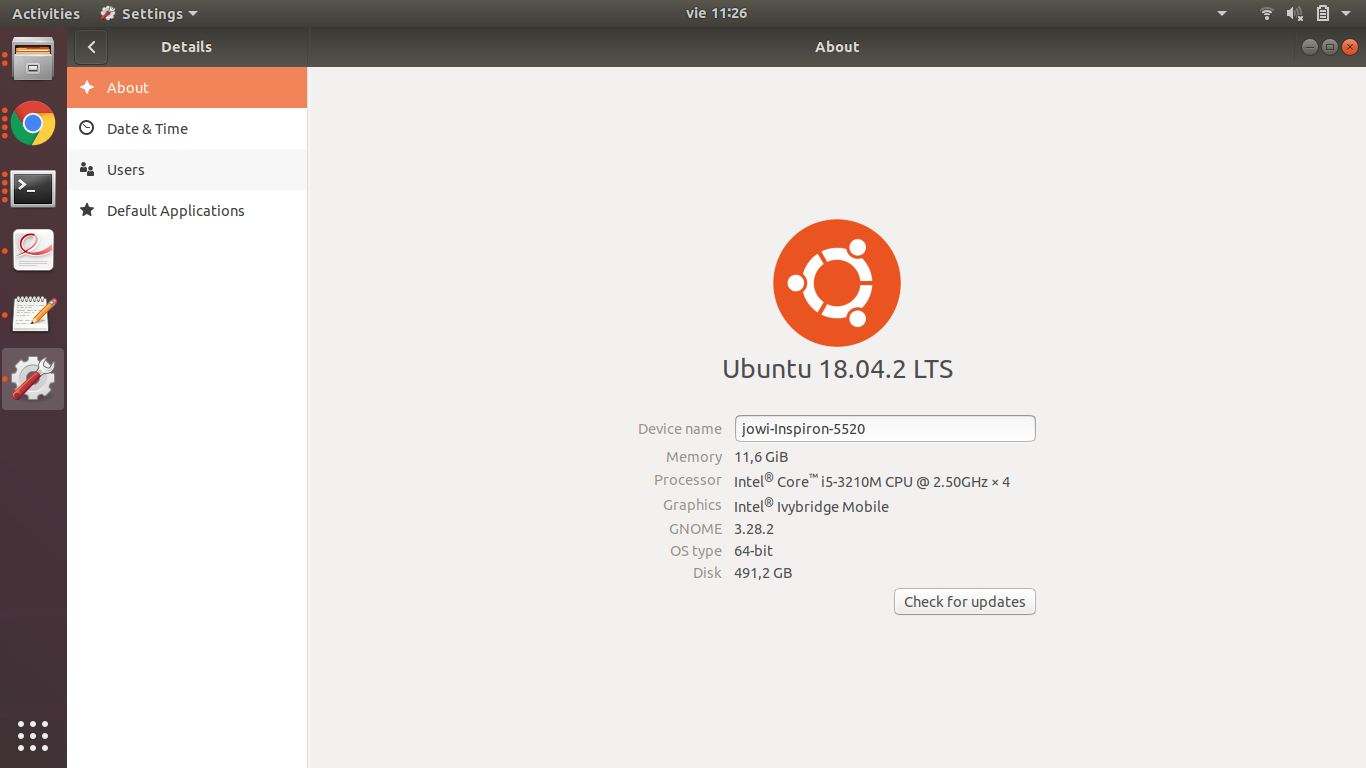 Activities Settings vie 11:26
Details About
About
Date & Time
Users
Default Applications
Ubuntu 18.04.2 LTS
Device name jowi-Inspiron-5520
Memory 11,6 GiB
Processor Intel® Core™ i5-3210M CPU @ 2.50GHz × 4
Graphics Intel® Ivybridge Mobile
GNOME 3.28.2
OS type 64-bit
Disk 491,2 GB
Check for updates